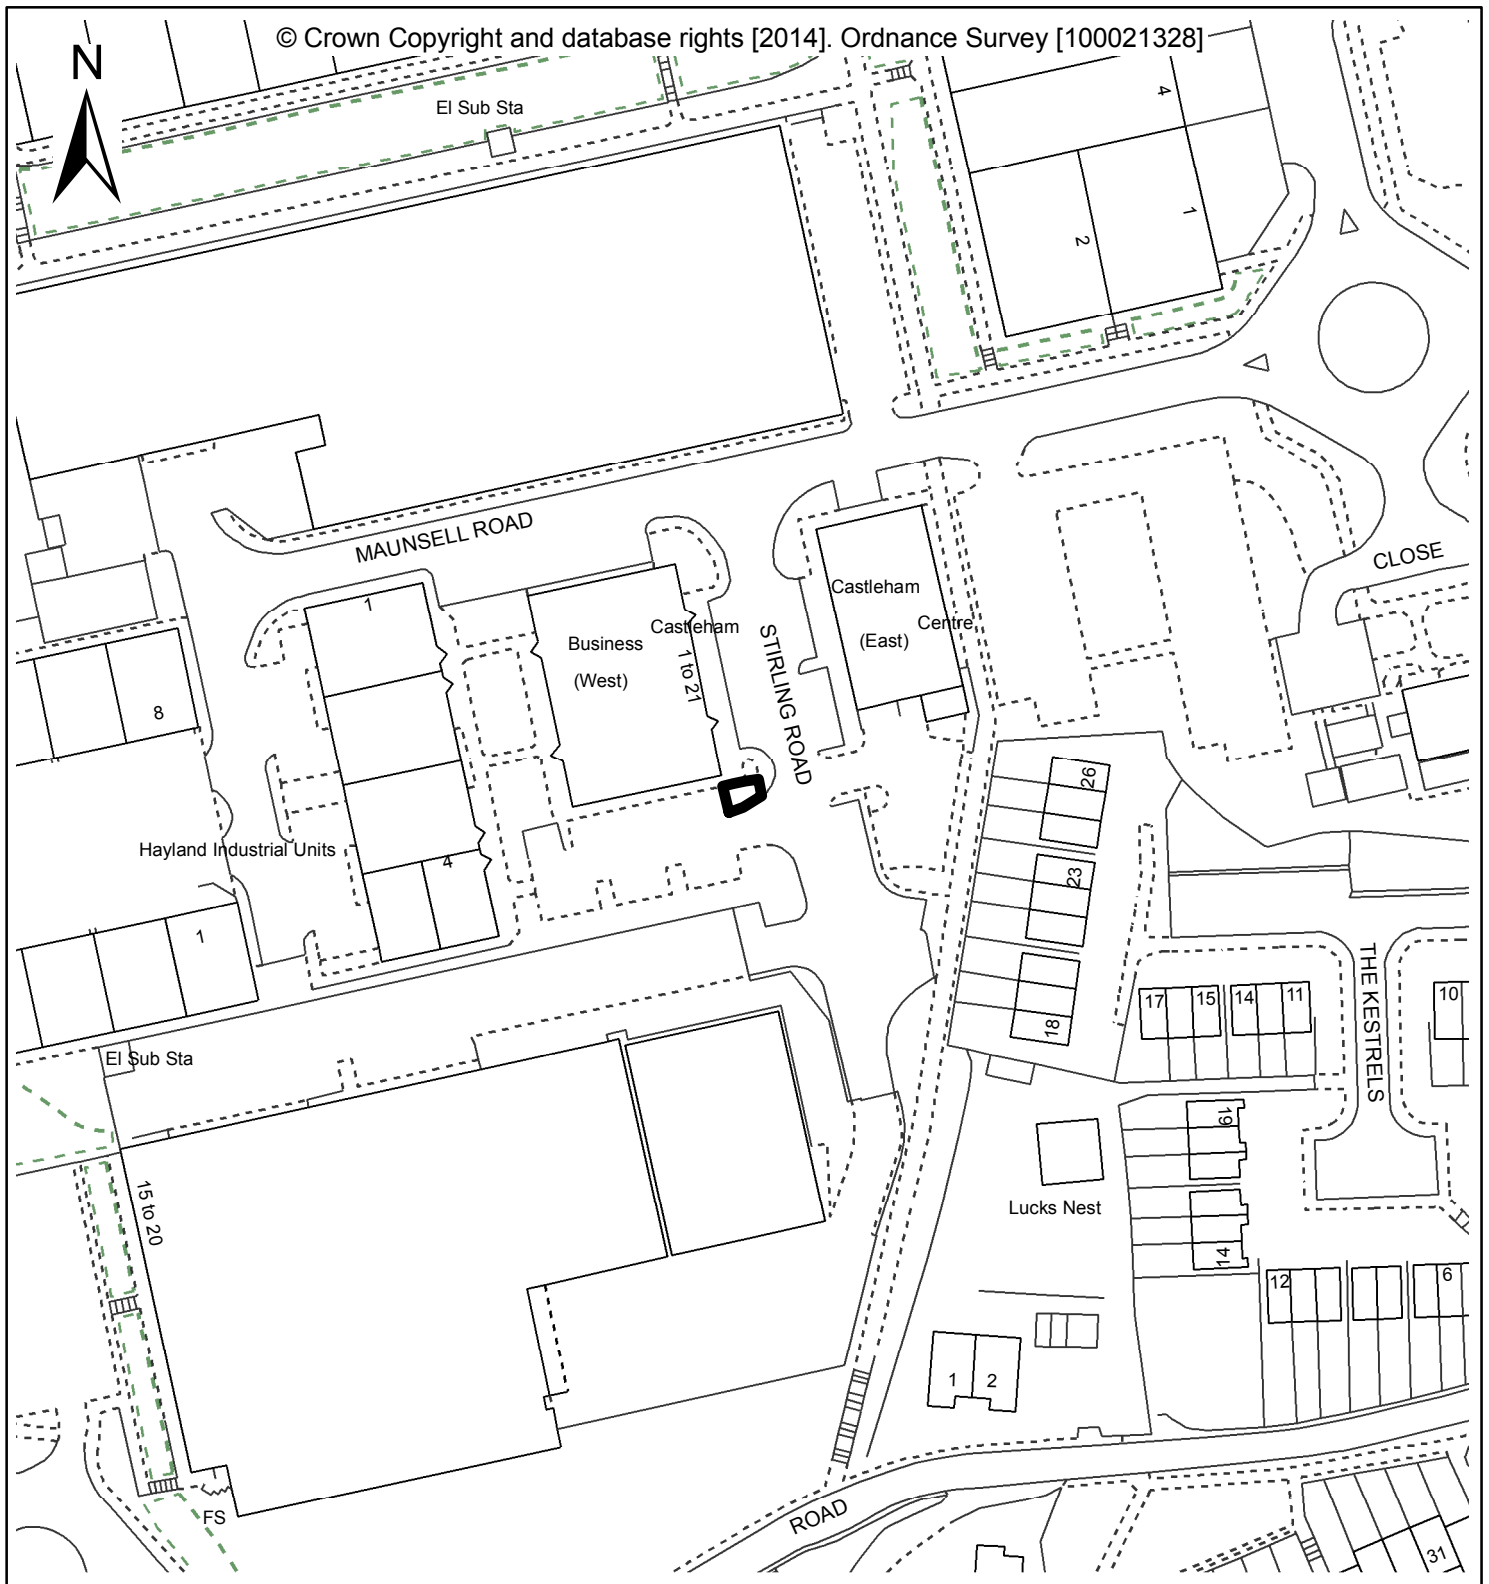 © Crown Copyright and database rights [2014]. Ordnance Survey [100021328]
N
El Sub Sta
4
1
2
MAUNSELL ROAD
CLOSE
1
Castleham
Business
Castleham
Centre
(East)
(West)
1 to 21
STIRLING ROAD
8
26
Hayland Industrial Units
4
23
1
THE KESTRELS
17
15
14
11
10
18
El Sub Sta
19
15 to 20
Lucks Nest
14
12
6
1
2
FS
ROAD
31